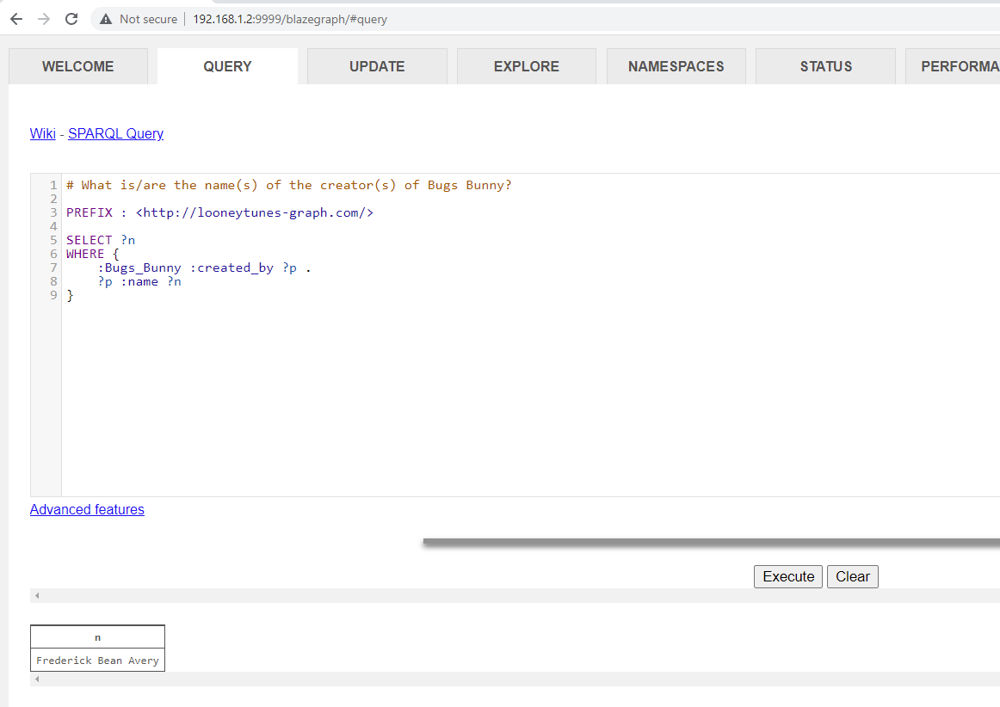 Not secure | 192.168.1.2:9999/blazegraph/#query
WELCOME QUERY UPDATE EXPLORE NAMESPACES STATUS PERFORMA
Wiki - SPARQL Query
1 # What is/are the name(s) of the creator(s) of Bugs Bunny?
2
3 PREFIX : <http://looneytunes-graph.com/>
4
5 SELECT ?n
6 WHERE {
7 :Bugs_Bunny :created_by ?p .
8 ?p :name ?n
9 }
Advanced features
Execute Clear
n
Frederick Bean Avery